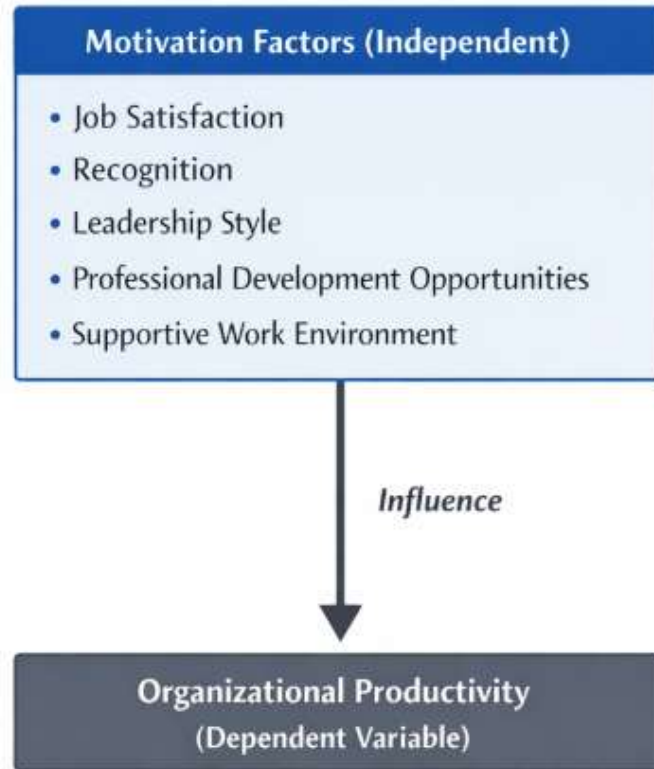 Motivation Factors (Independent)
• Job Satisfaction
• Recognition
• Leadership Style
• Professional Development Opportunities
• Supportive Work Environment
Influence
Organizational Productivity
(Dependent Variable)